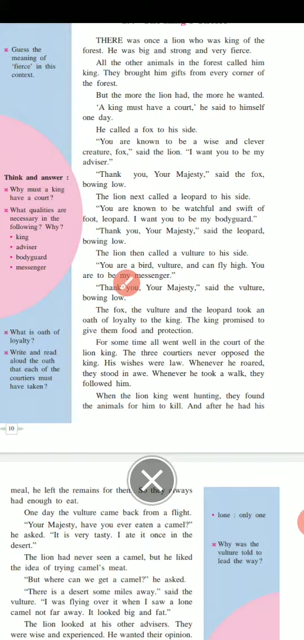 THERE was once a lion who was king of the
forest. He was big and strong and very fierce.
All the other animals in the forest called him
king. They brought him gifts from every corner of
the forest.
But the more the lion had, the more he wanted.
'A king must have a court,' he said to himself
one day.
He called a fox to his side.
"You are known to be a wise and clever
creature, fox," said the lion. "I want you to be my
adviser."
"Thank you, Your Majesty," said the fox,
bowing low.
The lion next called a leopard to his side.
"You are known to be watchful and swift of
foot, leopard. I want you to be my bodyguard."
"Thank you, Your Majesty," said the leopard,
bowing low.
The lion then called a vulture to his side.
"You are a bird, vulture, and can fly high. You
are to be my messenger."
"Thank you, Your Majesty," said the vulture,
bowing low.
The fox, the vulture and the leopard took an
oath of loyalty to the king. The king promised to
give them food and protection.
For some time all went well in the court of the
lion king. The three courtiers never opposed the
king. His wishes were law. Whenever he roared,
they stood in awe. Whenever he took a walk, they
followed him.
When the lion king went hunting, they found
the animals for him to kill. And after he had his
▪ Guess the
meaning of
'fierce' in this
context.
Think and answer :
▪ Why must a king
have a court?
▪ What qualities are
necessary in the
following? Why?
• king
• adviser
• bodyguard
• messenger
▪ What is oath of
loyalty?
▪ Write and read
aloud the oath
that each of the
courtiers must
have taken?
10
meal, he left the remains for them. So they always
had enough to eat.
One day the vulture came back from a flight.
"Your Majesty, have you ever eaten a camel?"
he asked. "It is very tasty. I ate it once in the
desert."
The lion had never seen a camel, but he liked
the idea of trying camel's meat.
"But where can we get a camel?" he asked.
"There is a desert some miles away." said the
vulture. "I was flying over it when I saw a lone
camel not far away. It looked big and fat."
The lion looked at his other advisers. They
were wise and experienced. He wanted their opinion.
• lone : only one
▪ Why was the
vulture told to
lead the way?